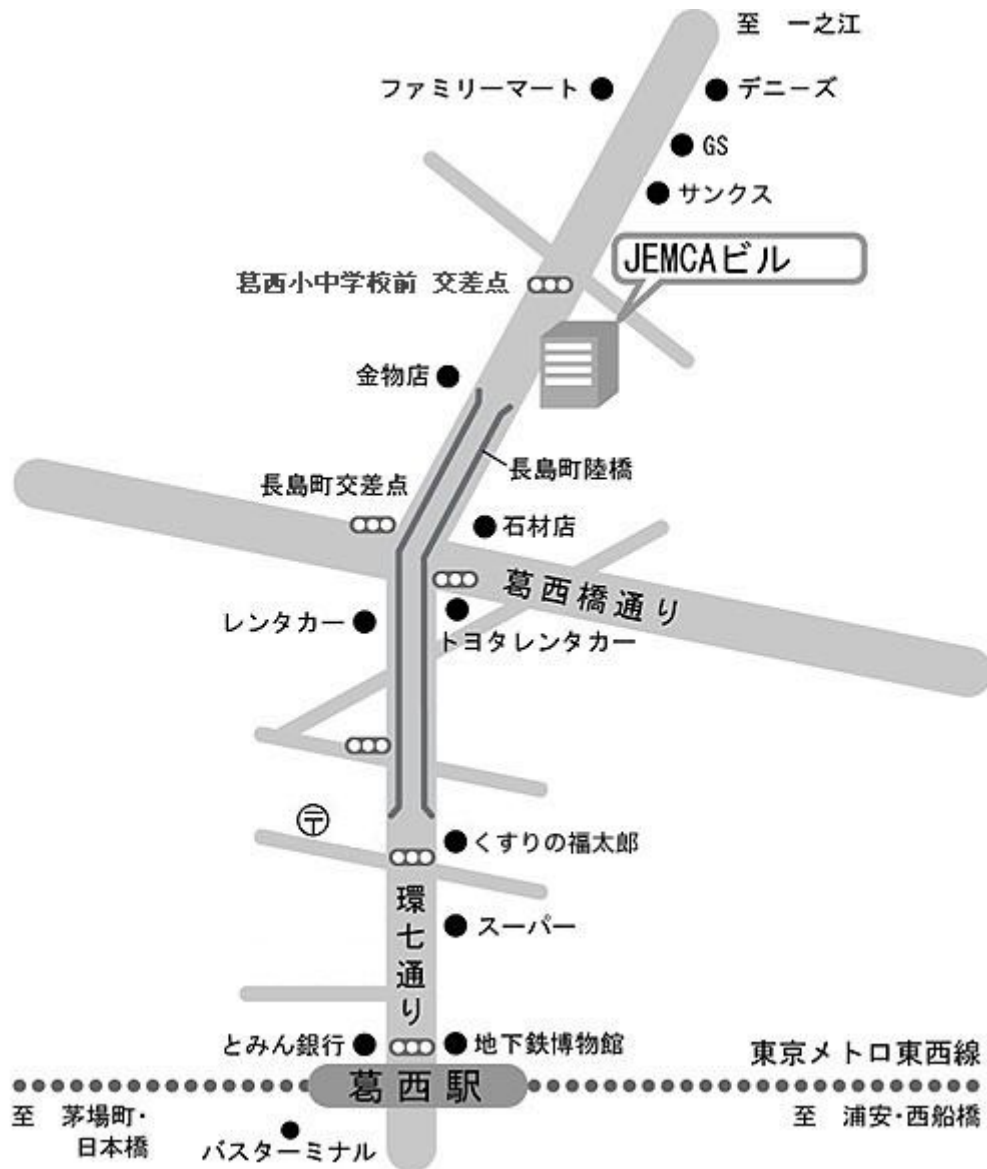 至 一之江
ファミリーマート
デニーズ
GS
サンクス
JEMCAビル
葛西小中学校前 交差点
金物店
長島町陸橋
長島町交差点
石材店
葛西橋通り
レンタカー
トヨタレンタカー
〒
くすりの福太郎
環七通り
スーパー
とみん銀行
地下鉄博物館
東京メトロ東西線
葛西駅
至 茅場町・
日本橋
至 浦安・西船橋
バスターミナル